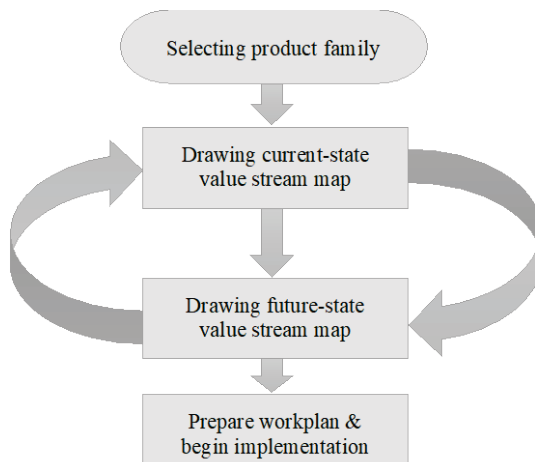 Selecting product family
Drawing current-state
value stream map
Drawing future-state
value stream map
Prepare workplan &
begin implementation